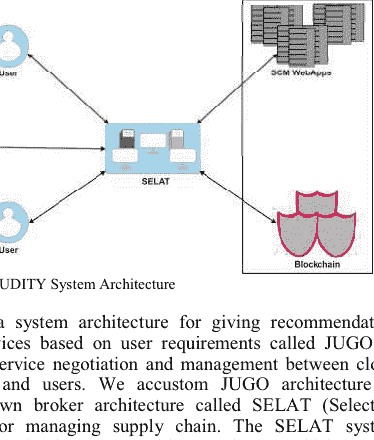 User
SCM WebApps
SELAT
User
Blockchain
UDITY System Architecture
a system architecture for giving recommendat
vices based on user requirements called JUGO
service negotiation and management between clo
and users. We accustom JUGO architecture
wn broker architecture called SELAT (Select
or managing supply chain. The SELAT syst